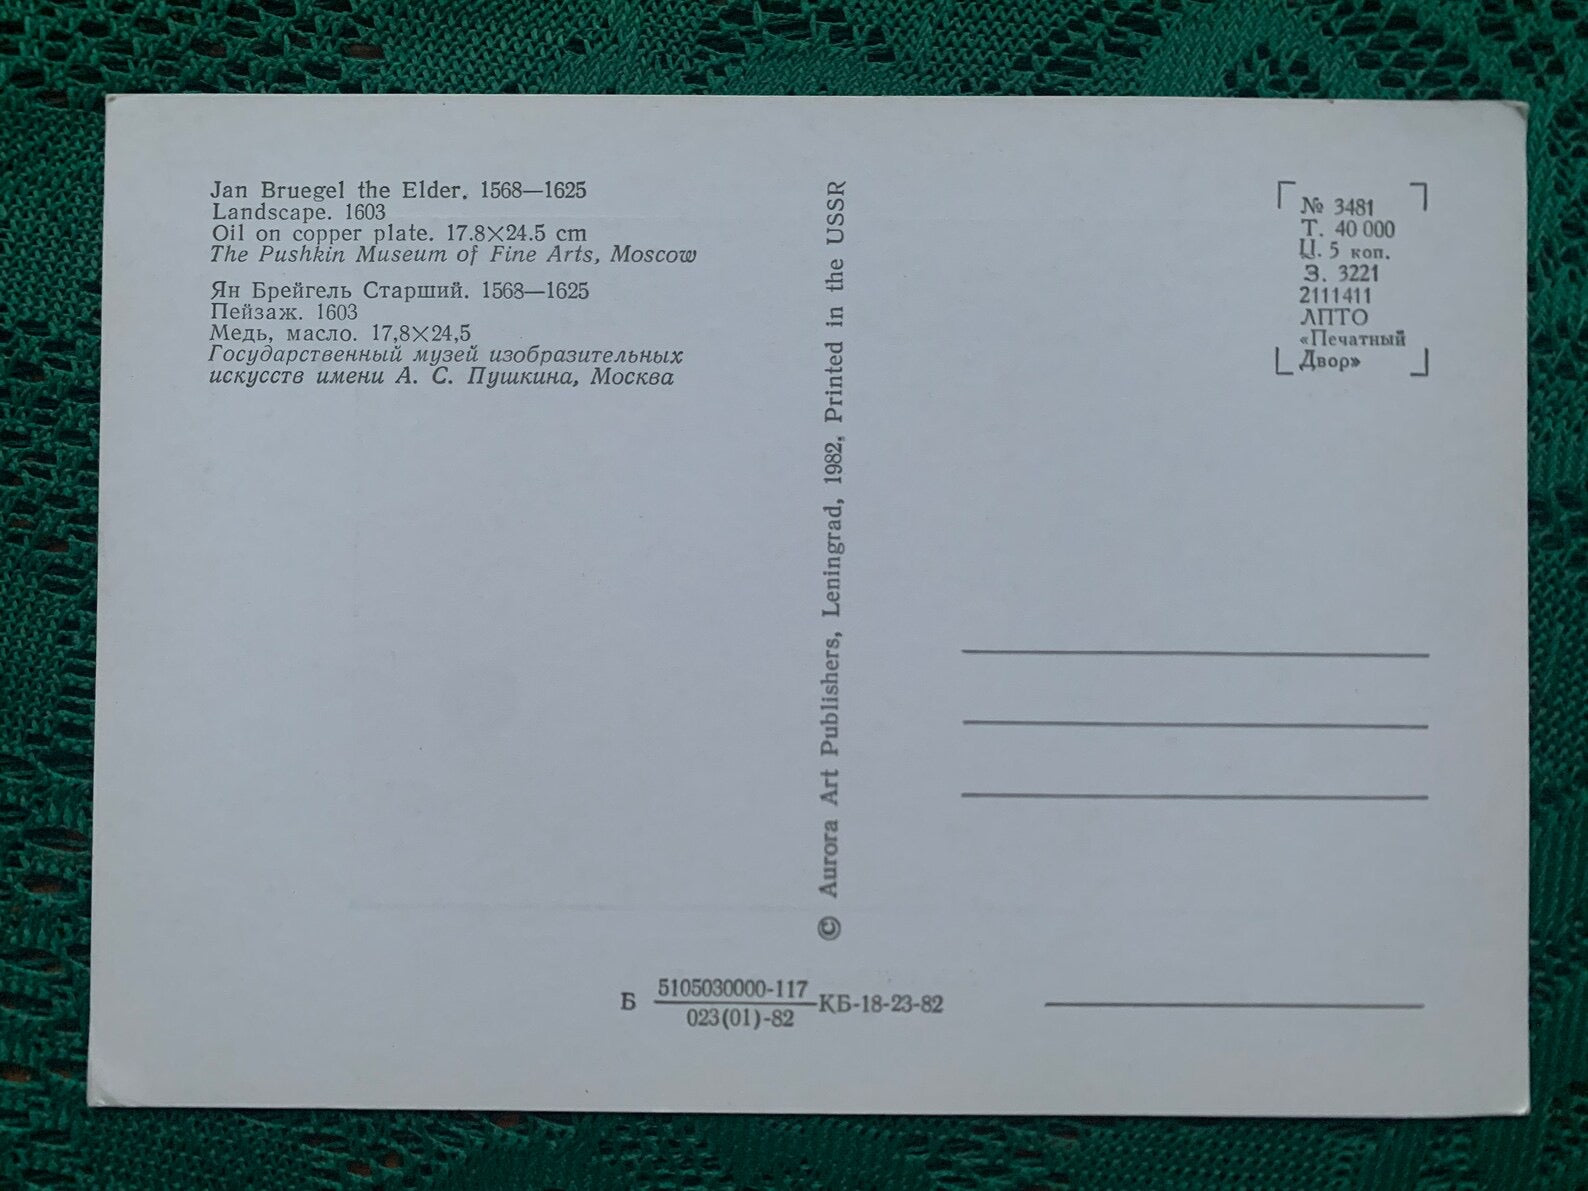 Jan Bruegel the Elder. 1568—1625
Landscape. 1603
Oil on copper plate. 17.8×24.5 cm
The Pushkin Museum of Fine Arts, Moscow
Ян Брейгель Старший. 1568—1625
Пейзаж. 1603
Медь, масло. 17,8×24,5
Государственный музей изобразительных
искусств имени А. С. Пушкина, Москва
© Aurora Art Publishers, Leningrad, 1982, Printed in the USSR
№ 3481
Т. 40 000
Ц. 5 коп.
З. 3221
2111411
ЛПТО
«Печатный
Двор»
Б 5105030000-117
023(01)-82
КБ-18-23-82